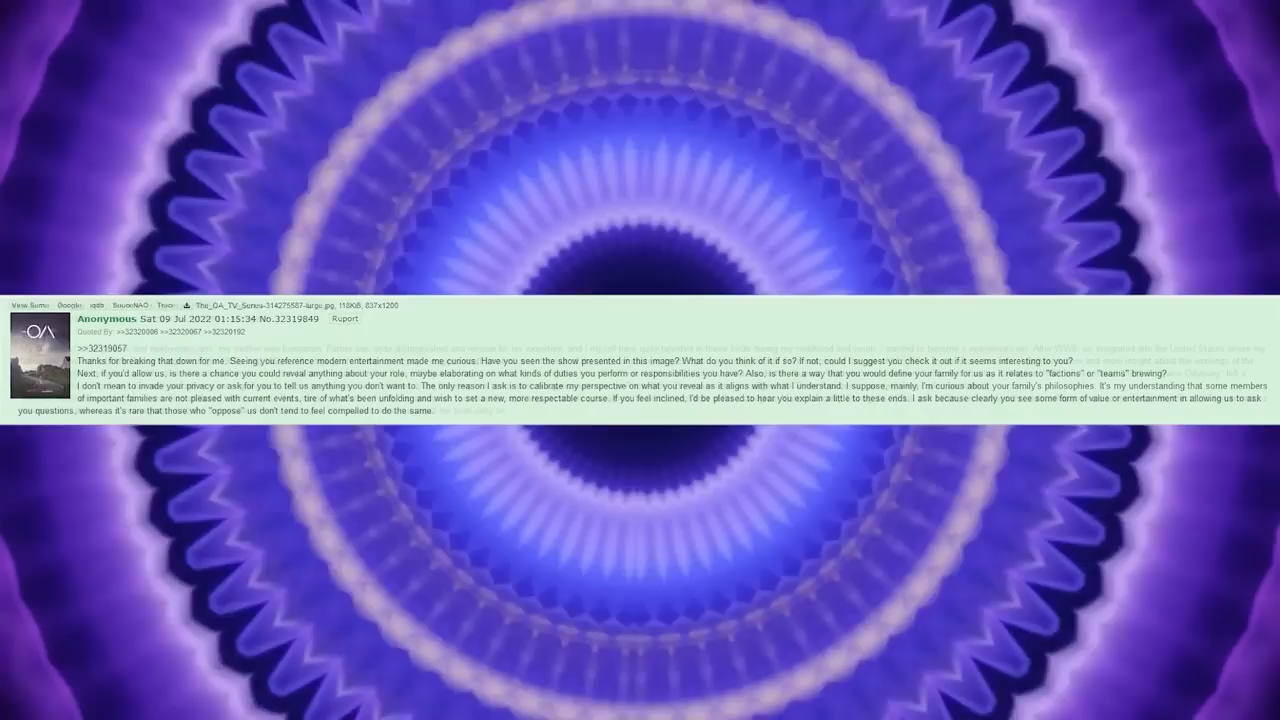 View Same Google iqdb SauceNAO Trace The_OA_TV_Series-314275587-large.jpg, 118KiB, 837x1200
Anonymous Sat 09 Jul 2022 01:15:34 No.32319849 Report
Quoted By: >>32320006 >>32320067 >>32320192
OA
>>32319057
Thanks for breaking that down for me. Seeing you reference modern entertainment made me curious. Have you seen the show presented in this image? What do you think of it if so? If not, could I suggest you check it out if it seems interesting to you?
Next, if you'd allow us, is there a chance you could reveal anything about your role, maybe elaborating on what kinds of duties you perform or responsibilities you have? Also, is there a way that you would define your family for us as it relates to "factions" or "teams" brewing?
I don't mean to invade your privacy or ask for you to tell us anything you don't want to. The only reason I ask is to calibrate my perspective on what you reveal as it aligns with what I understand. I suppose, mainly, I'm curious about your family's philosophies. It's my understanding that some members
of important families are not pleased with current events, tire of what's been unfolding and wish to set a new, more respectable course. If you feel inclined, I'd be pleased to hear you explain a little to these ends. I ask because clearly you see some form of value or entertainment in allowing us to ask
you questions, whereas it's rare that those who "oppose" us don't tend to feel compelled to do the same.